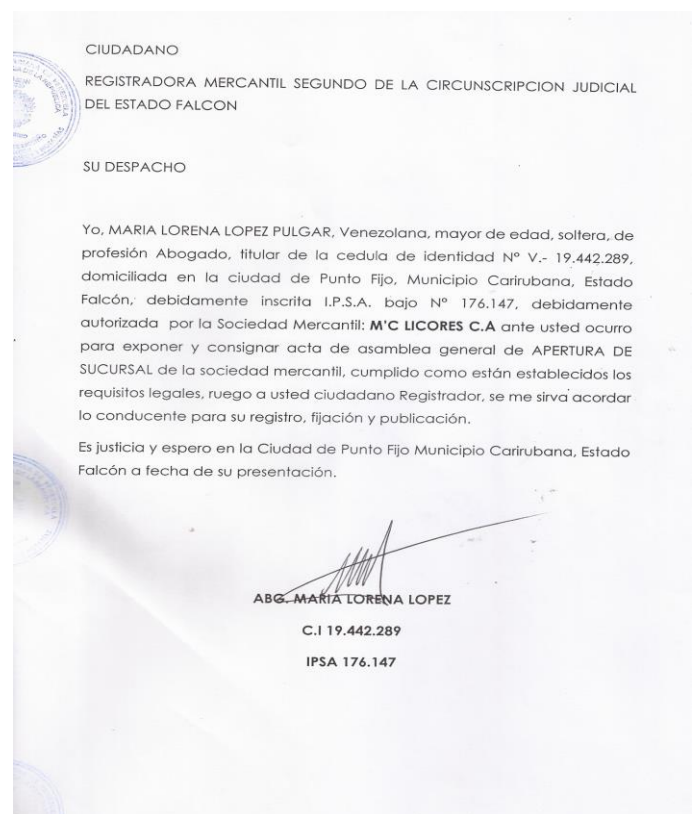 CIUDADANO
REGISTRADORA MERCANTIL SEGUNDO DE LA CIRCUNSCRIPCION JUDICIAL
DEL ESTADO FALCON
SU DESPACHO
Yo, MARIA LORENA LOPEZ PULGAR, Venezolana, mayor de edad, soltera, de
profesión Abogado, titular de la cedula de identidad Nº V.- 19.442.289,
domiciliada en la ciudad de Punto Fijo, Municipio Carirubana, Estado
Falcón, debidamente inscrita I.P.S.A. bajo Nº 176.147, debidamente
autorizada por la Sociedad Mercantil: M'C LICORES C.A ante usted ocurro
para exponer y consignar acta de asamblea general de APERTURA DE
SUCURSAL de la sociedad mercantil, cumplido como están establecidos los
requisitos legales, ruego a usted ciudadano Registrador, se me sirva acordar
lo conducente para su registro, fijación y publicación.
Es justicia y espero en la Ciudad de Punto Fijo Municipio Carirubana, Estado
Falcón a fecha de su presentación.
ABG. MARIA LORENA LOPEZ
C.I 19.442.289
IPSA 176.147